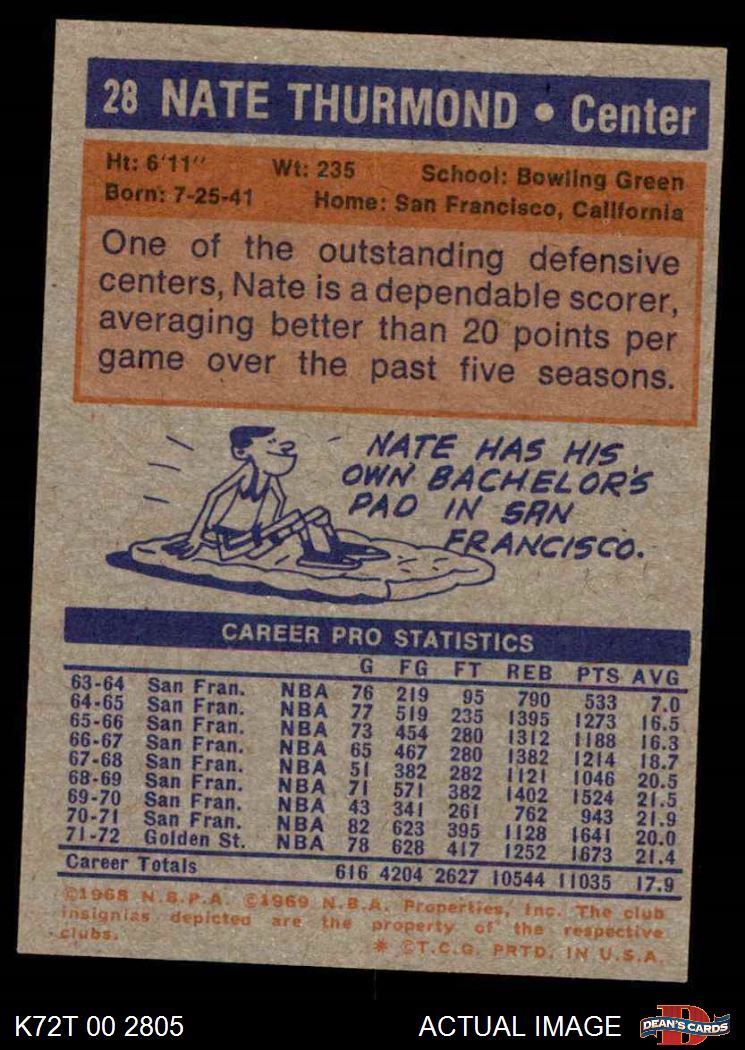 28 NATE THURMOND • Center
Ht: 6'11" Wt: 235 School: Bowling Green
Born: 7-25-41 Home: San Francisco, California
One of the outstanding defensive
centers, Nate is a dependable scorer,
averaging better than 20 points per
game over the past five seasons.
NATE HAS HIS
OWN BACHELOR'S
PAD IN SAN
FRANCISCO.
CAREER PRO STATISTICS
G FG FT REB PTS AVG
63-64 San Fran. NBA 76 219 95 790 533 7.0
64-65 San Fran. NBA 77 519 235 1395 1273 16.5
65-66 San Fran. NBA 73 454 280 1312 1188 16.3
66-67 San Fran. NBA 65 467 280 1382 1214 18.7
67-68 San Fran. NBA 51 382 282 1121 1046 20.5
68-69 San Fran. NBA 71 571 382 1402 1524 21.5
69-70 San Fran. NBA 43 341 261 762 943 21.9
70-71 San Fran. NBA 82 623 395 1128 1641 20.0
71-72 Golden St. NBA 78 628 417 1252 1673 21.4
Career Totals 616 4204 2627 10544 11035 17.9
©1968 N.B.P.A. ©1969 N.B.A. Properties, Inc. The club
insignias depicted are the property of the respective
clubs. * ©T.C.G. PRTD. IN U.S.A.
K72T 00 2805 ACTUAL IMAGE DEAN'S CARDS